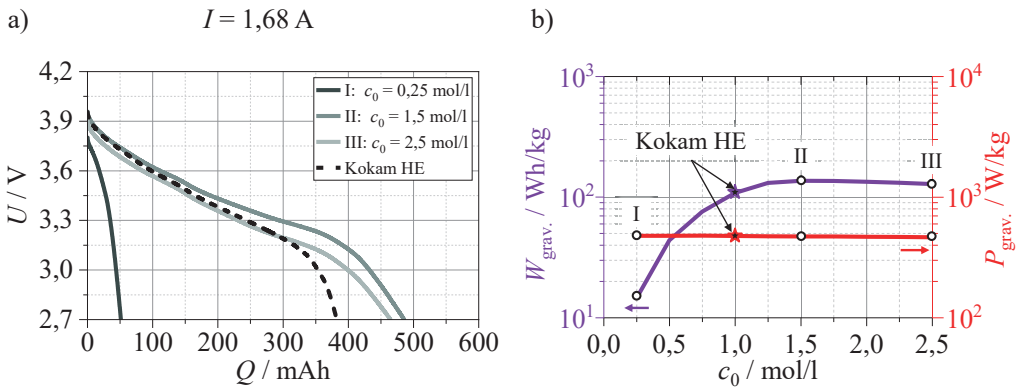 a)
I = 1,68 A
U / V
4,2
3,9
3,6
3,3
3,0
2,7
I: c0 = 0,25 mol/l
II: c0 = 1,5 mol/l
III: c0 = 2,5 mol/l
Kokam HE
0 100 200 300 400 500 600
Q / mAh
b)
Wgrav. / Wh/kg
10³
10²
10¹
Kokam HE
I
II
III
10⁴
10³
10²
Pgrav. / W/kg
0,0 0,5 1,0 1,5 2,0 2,5
c0 / mol/l